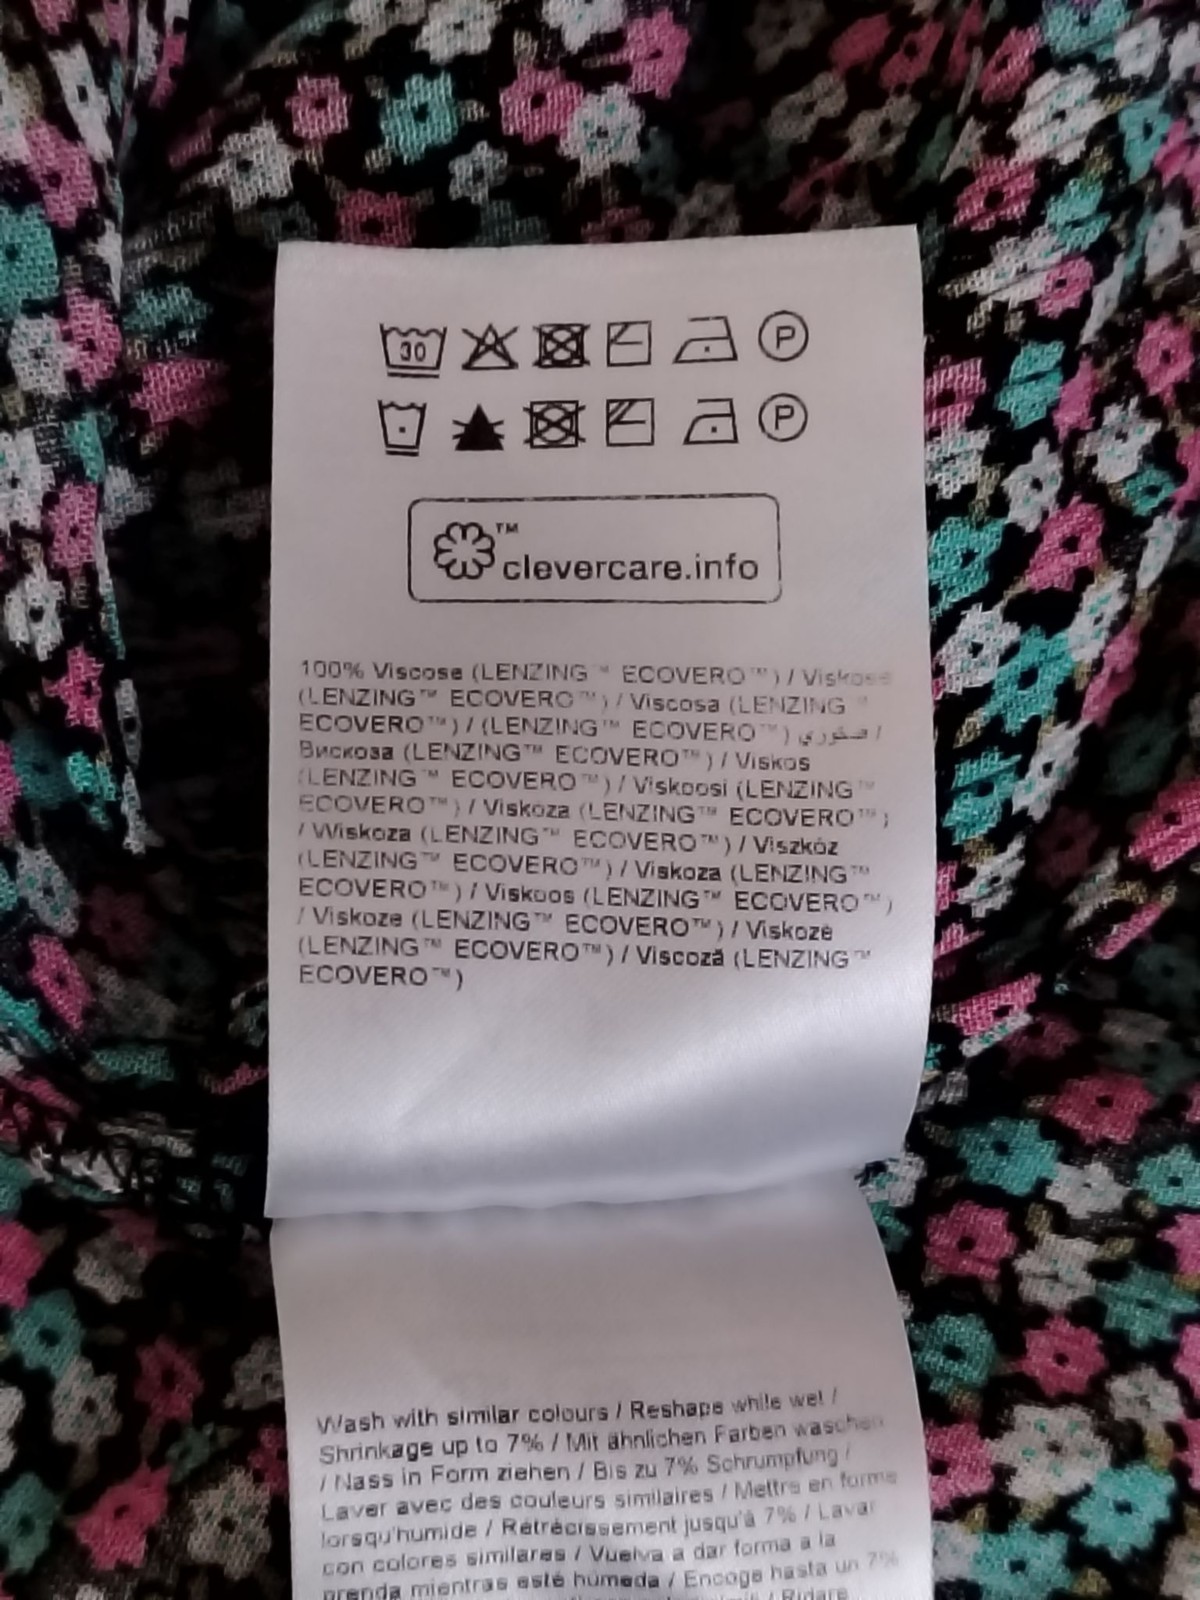 30 P
P
™
clevercare.info
100% Viscose (LENZING™ ECOVERO™) / Viskose
(LENZING™ ECOVERO™) / Viscosa (LENZING™
ECOVERO™) / (LENZING™ ECOVERO™)  /
Вискоза (LENZING™ ECOVERO™) / Viskos
(LENZING™ ECOVERO™) / Viskoosi (LENZING™
ECOVERO™) / Viskoza (LENZING™ ECOVERO™)
/ Wiskoza (LENZING™ ECOVERO™) / Viszkóz
(LENZING™ ECOVERO™) / Viskoza (LENZING™
ECOVERO™) / Viskoos (LENZING™ ECOVERO™)
/ Viskoze (LENZING™ ECOVERO™) / Viskozė
(LENZING™ ECOVERO™) / Viscoză (LENZING™
ECOVERO™)
Wash with similar colours / Reshape while wet /
Shrinkage up to 7% / Mit ähnlichen Farben waschen
/ Nass in Form ziehen / Bis zu 7% Schrumpfung /
Laver avec des couleurs similaires / Mettre en forme
lorsqu'humide / Rétrécissement jusqu'à 7% / Lavar
con colores similares / Vuelva a dar forma a la
prenda mientras esté húmeda / Encoge hasta un 7%
/ Ridare